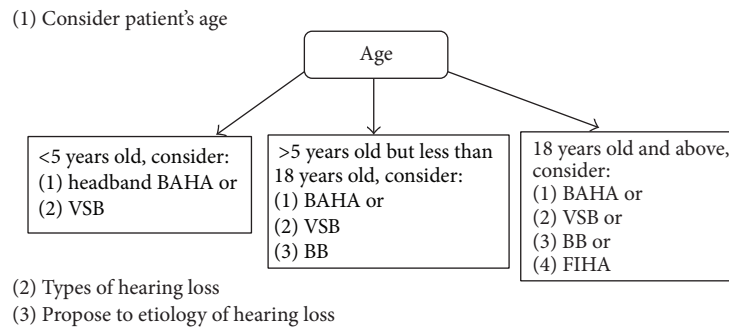 (1) Consider patient's age
Age
<5 years old, consider:
(1) headband BAHA or
(2) VSB
>5 years old but less than
18 years old, consider:
(1) BAHA or
(2) VSB
(3) BB
18 years old and above,
consider:
(1) BAHA or
(2) VSB or
(3) BB or
(4) FIHA
(2) Types of hearing loss
(3) Propose to etiology of hearing loss